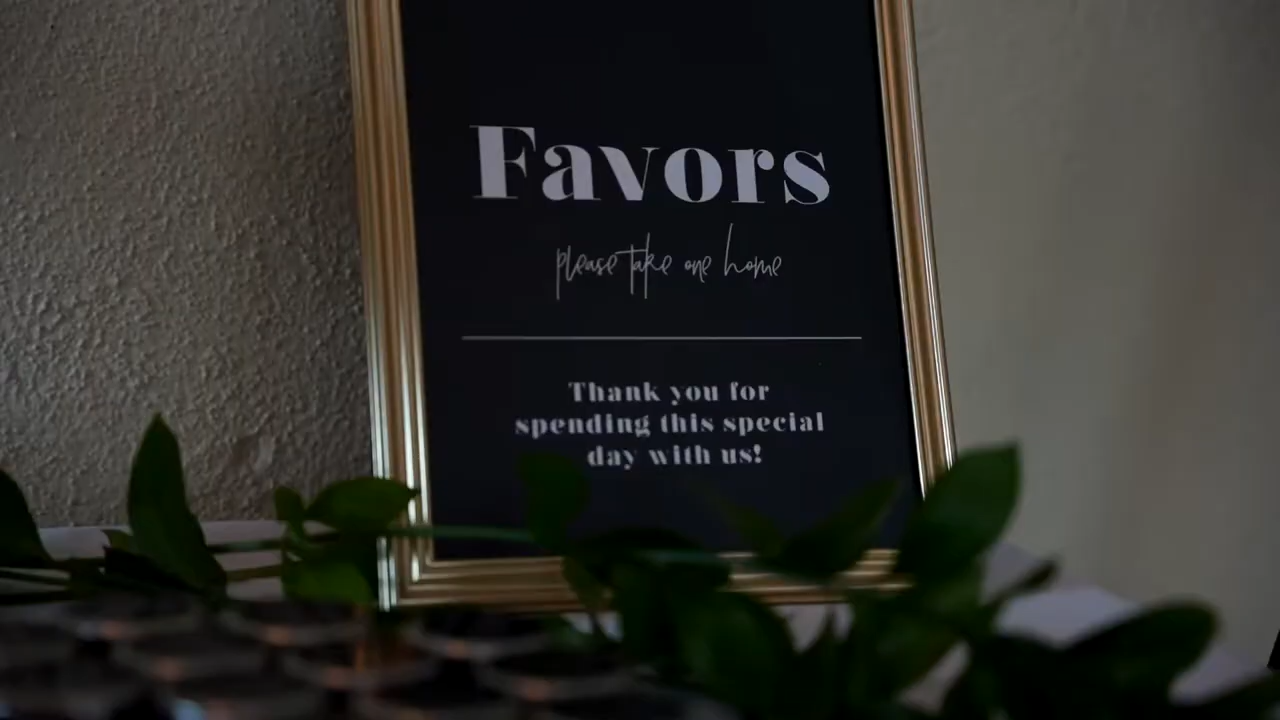 Favors
please take one home
Thank you for
spending this special
day with us!